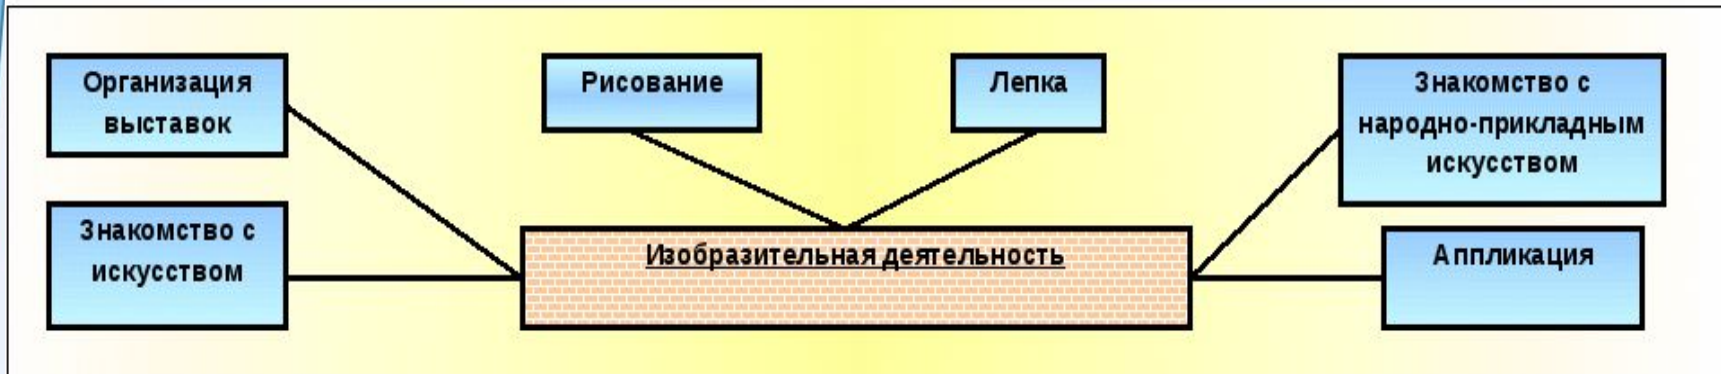 Организация
выставок
Рисование
Лепка
Знакомство с
народно-прикладным
искусством
Знакомство с
искусством
Изобразительная деятельность
Аппликация